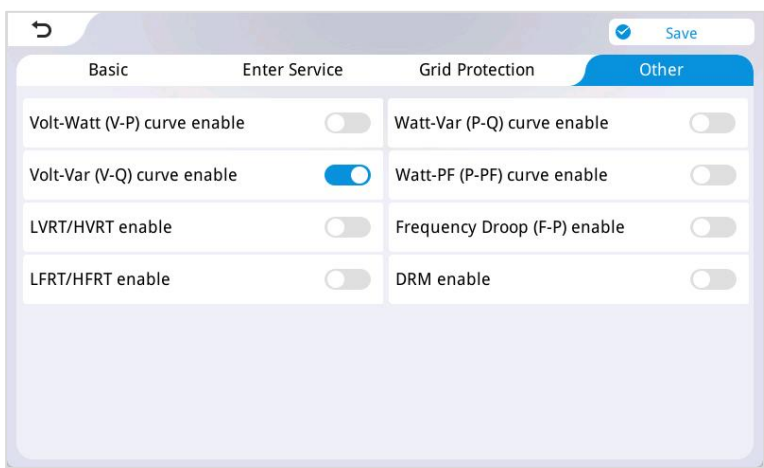 Save
Basic Enter Service Grid Protection Other
Volt-Watt (V-P) curve enable Watt-Var (P-Q) curve enable
Volt-Var (V-Q) curve enable Watt-PF (P-PF) curve enable
LVRT/HVRT enable Frequency Droop (F-P) enable
LFRT/HFRT enable DRM enable